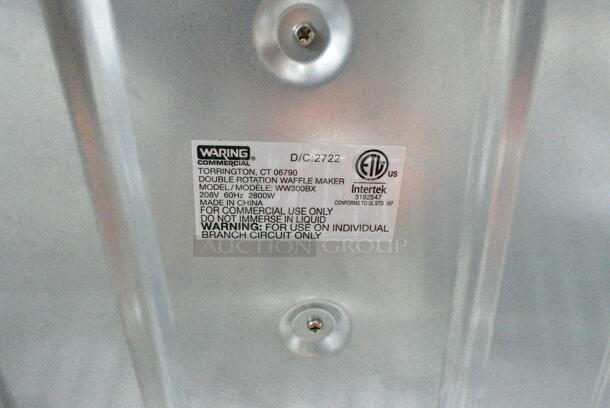 WARING®
COMMERCIAL
D/C:2722
TORRINGTON, CT 06790
DOUBLE ROTATION WAFFLE MAKER
MODEL/MODÈLE: WW300BX
208V 60Hz 2800W
MADE IN CHINA
FOR COMMERCIAL USE ONLY
DO NOT IMMERSE IN LIQUID
WARNING: FOR USE ON INDIVIDUAL
BRANCH CIRCUIT ONLY
ETL US
Intertek
3182547
CONFORMS TO UL STD. 197
AUCTION GROUP